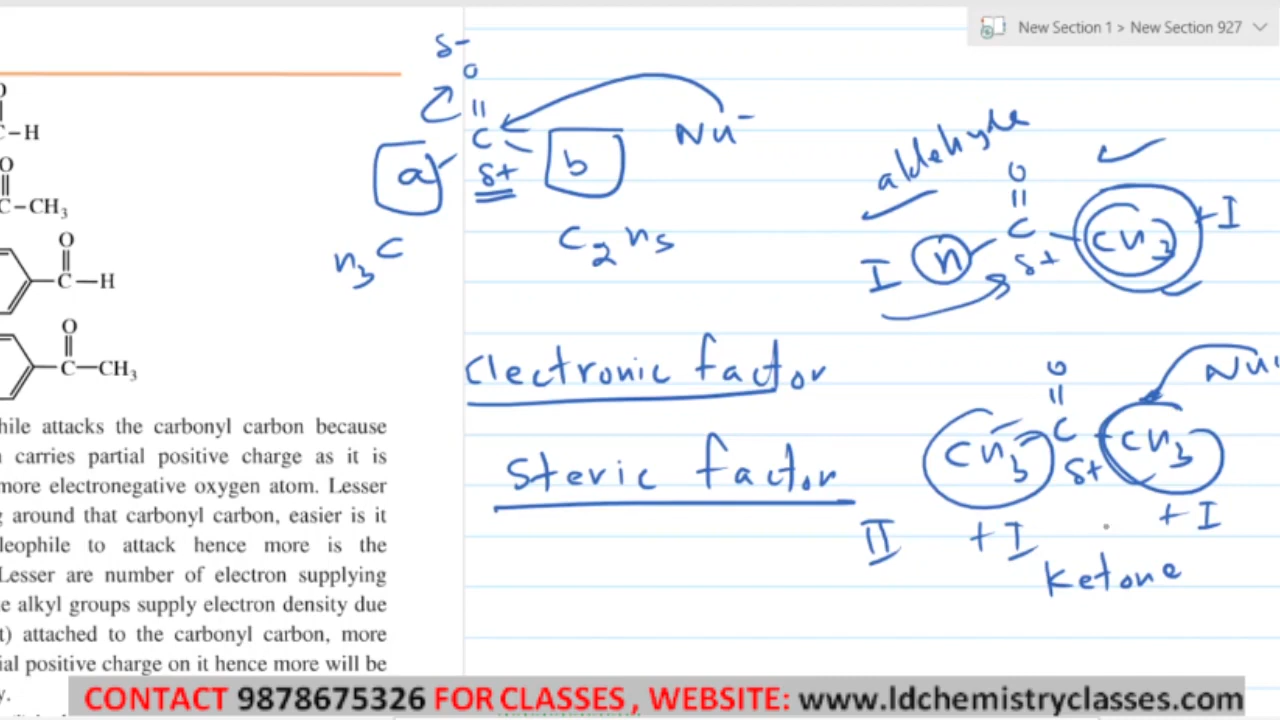 New Section 1 > New Section 927
O
C-H
O
C-CH₃
O
C-H
O
C-CH₃
hile attacks the carbonyl carbon because
carries partial positive charge as it is
more electronegative oxygen atom. Lesser
around that carbonyl carbon, easier is it
leophile to attack hence more is the
Lesser are number of electron supplying
e alkyl groups supply electron density due
t) attached to the carbonyl carbon, more
ial positive charge on it hence more will be
y.
δ-
O
C
a
δ+
b
Nu⁻
H₃C
C₂H₅
Electronic factor
Steric factor
aldehyde
O
C
I
H
δ+
CH₃
+I
O
C
Nu
CH₃
δ+
CH₃
II
+I
+I
Ketone
CONTACT 9878675326 FOR CLASSES , WEBSITE: www.ldchemistryclasses.com